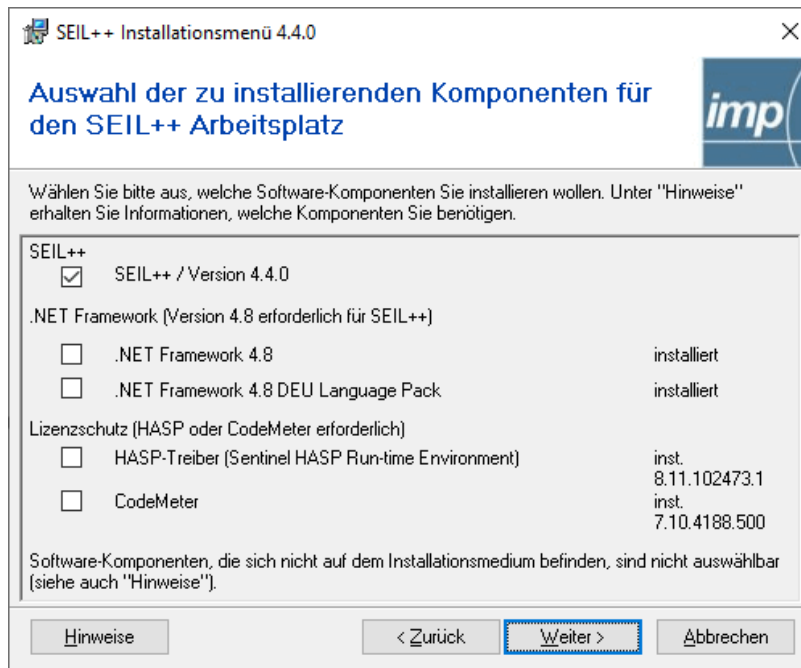 SEIL++ Installationsmenü 4.4.0
Auswahl der zu installierenden Komponenten für
den SEIL++ Arbeitsplatz
imp
Wählen Sie bitte aus, welche Software-Komponenten Sie installieren wollen. Unter "Hinweise"
erhalten Sie Informationen, welche Komponenten Sie benötigen.
SEIL++
SEIL++ / Version 4.4.0
.NET Framework (Version 4.8 erforderlich für SEIL++)
.NET Framework 4.8 installiert
.NET Framework 4.8 DEU Language Pack installiert
Lizenzschutz (HASP oder CodeMeter erforderlich)
HASP-Treiber (Sentinel HASP Run-time Environment) inst.
8.11.102473.1
CodeMeter inst.
7.10.4188.500
Software-Komponenten, die sich nicht auf dem Installationsmedium befinden, sind nicht auswählbar
(siehe auch "Hinweise").
Hinweise < Zurück Weiter > Abbrechen